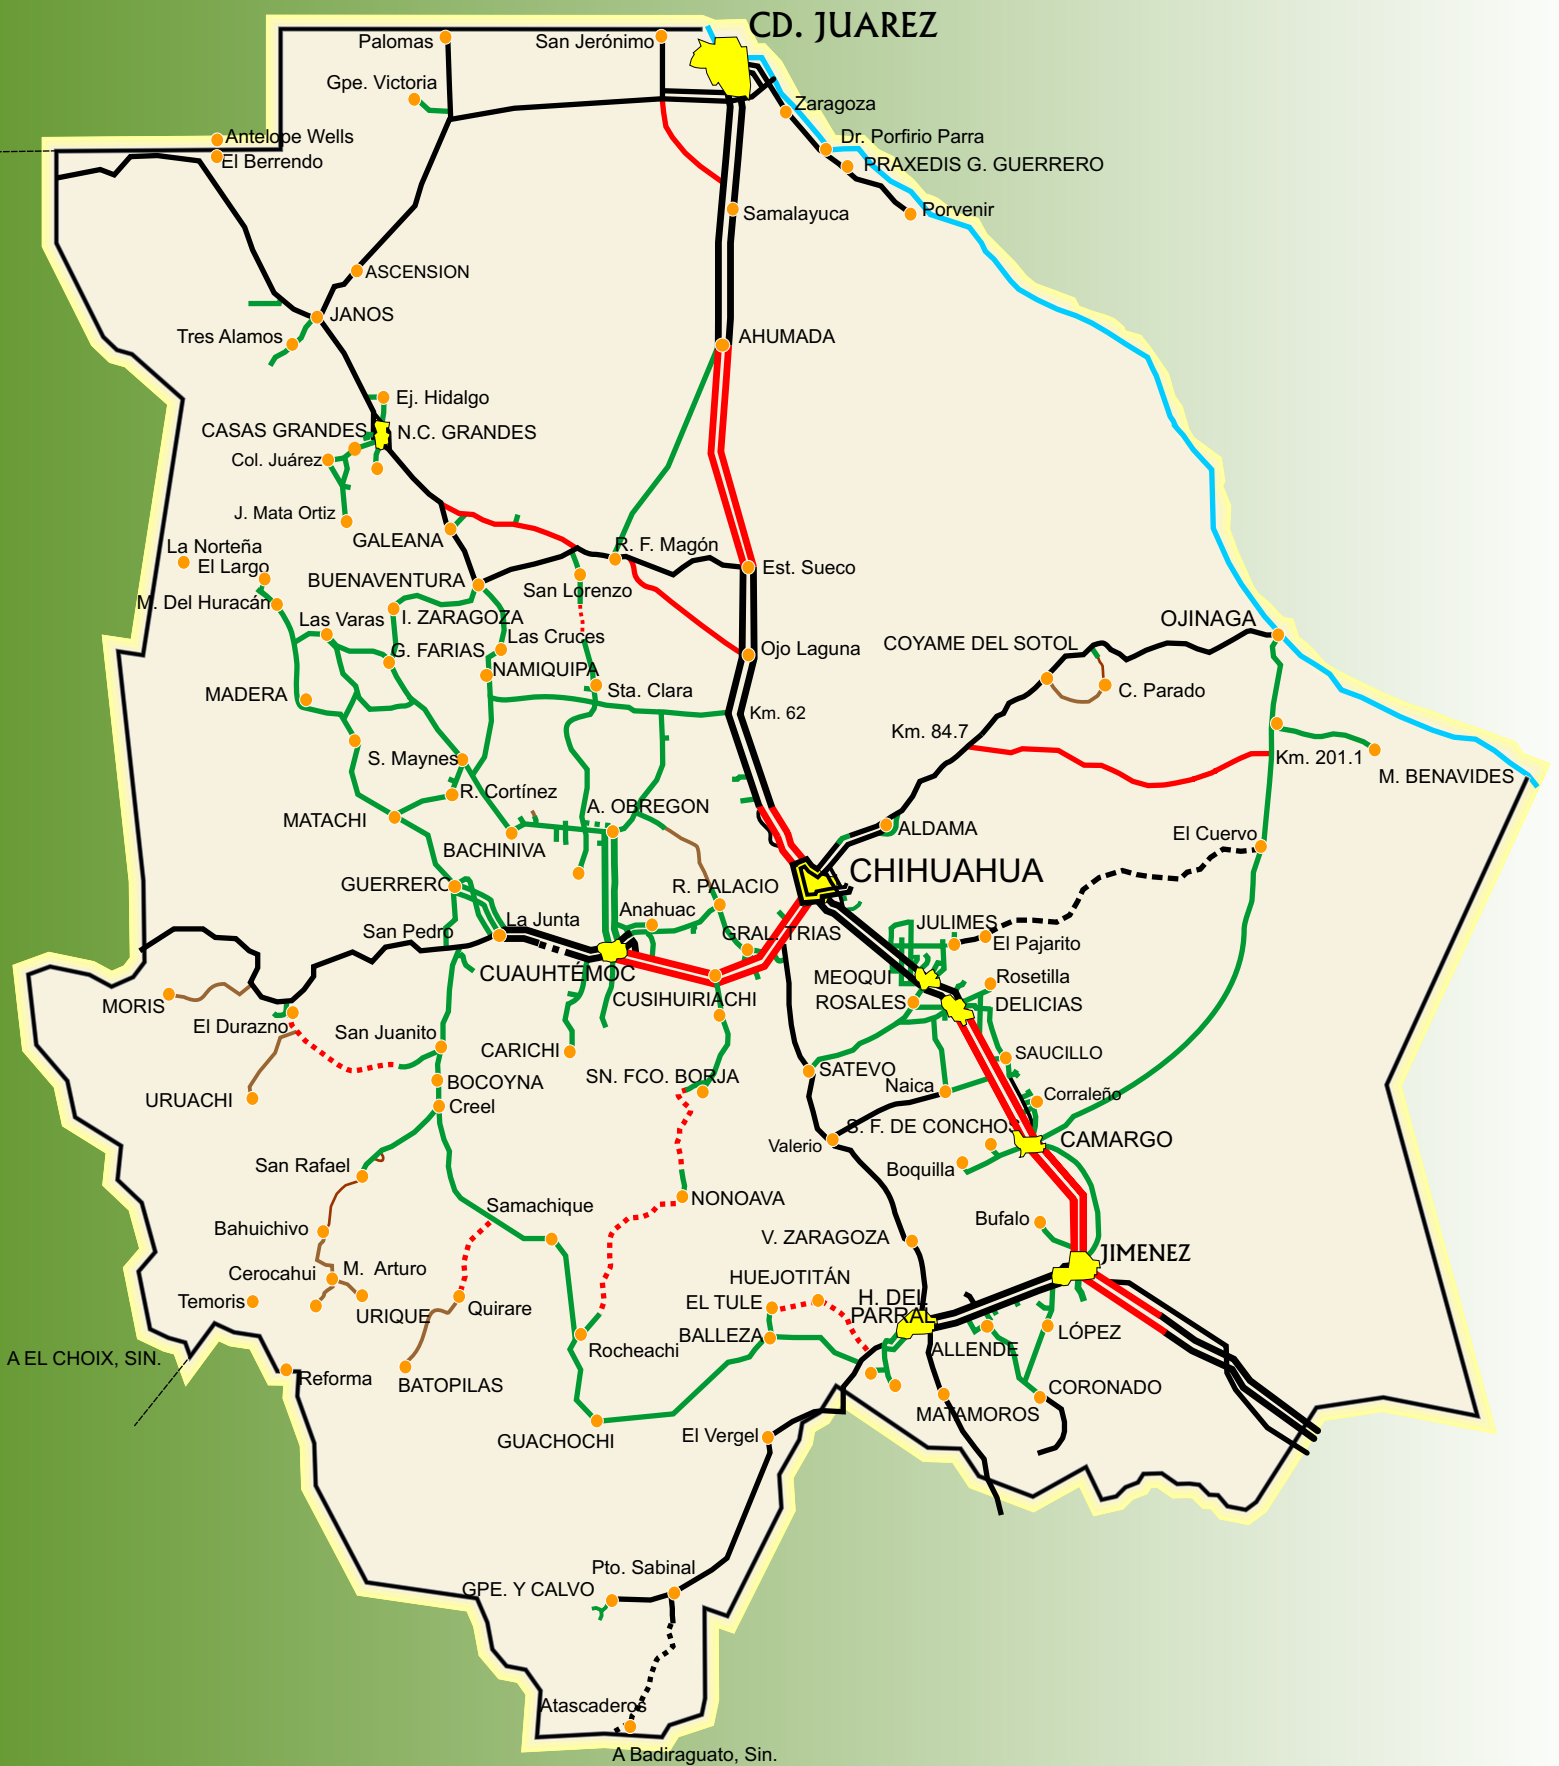 CD. JUAREZ
Palomas
San Jerónimo
Gpe. Victoria
Zaragoza
Antelope Wells
Dr. Porfirio Parra
El Berrendo
PRAXEDIS G. GUERRERO
Samalayuca
Porvenir
ASCENSION
JANOS
Tres Alamos
AHUMADA
Ej. Hidalgo
CASAS GRANDES
N.C. GRANDES
Col. Juárez
J. Mata Ortiz
GALEANA
La Norteña
R. F. Magón
El Largo
Est. Sueco
BUENAVENTURA
San Lorenzo
M. Del Huracán
I. ZARAGOZA
Las Varas
OJINAGA
Las Cruces
COYAME DEL SOTOL
G. FARIAS
Ojo Laguna
NAMIQUIPA
MADERA
Sta. Clara
C. Parado
Km. 62
Km. 84.7
S. Maynes
Km. 201.1
M. BENAVIDES
R. Cortínez
A. OBREGON
MATACHI
ALDAMA
El Cuervo
BACHINIVA
CHIHUAHUA
GUERRERO
R. PALACIO
Anahuac
La Junta
JULIMES
San Pedro
GRAL. TRIAS
El Pajarito
CUAUHTÉMOC
MEOQUI
Rosetilla
CUSIHUIRIACHI
ROSALES
DELICIAS
MORIS
El Durazno
San Juanito
CARICHI
SAUCILLO
SATEVO
SN. FCO. BORJA
BOCOYNA
Naica
Corraleño
URUACHI
Creel
S. F. DE CONCHOS
Valerio
CAMARGO
San Rafael
Boquilla
NONOAVA
Samachique
Bufalo
Bahuichivo
V. ZARAGOZA
JIMENEZ
Cerocahui
M. Arturo
HUEJOTITÁN
Temoris
H. DEL
PARRAL
EL TULE
URIQUE
Quirare
BALLEZA
LÓPEZ
Rocheachi
ALLENDE
A EL CHOIX, SIN.
Reforma
BATOPILAS
CORONADO
MATAMOROS
GUACHOCHI
El Vergel
Pto. Sabinal
GPE. Y CALVO
Atascaderos
A Badiraguato, Sin.